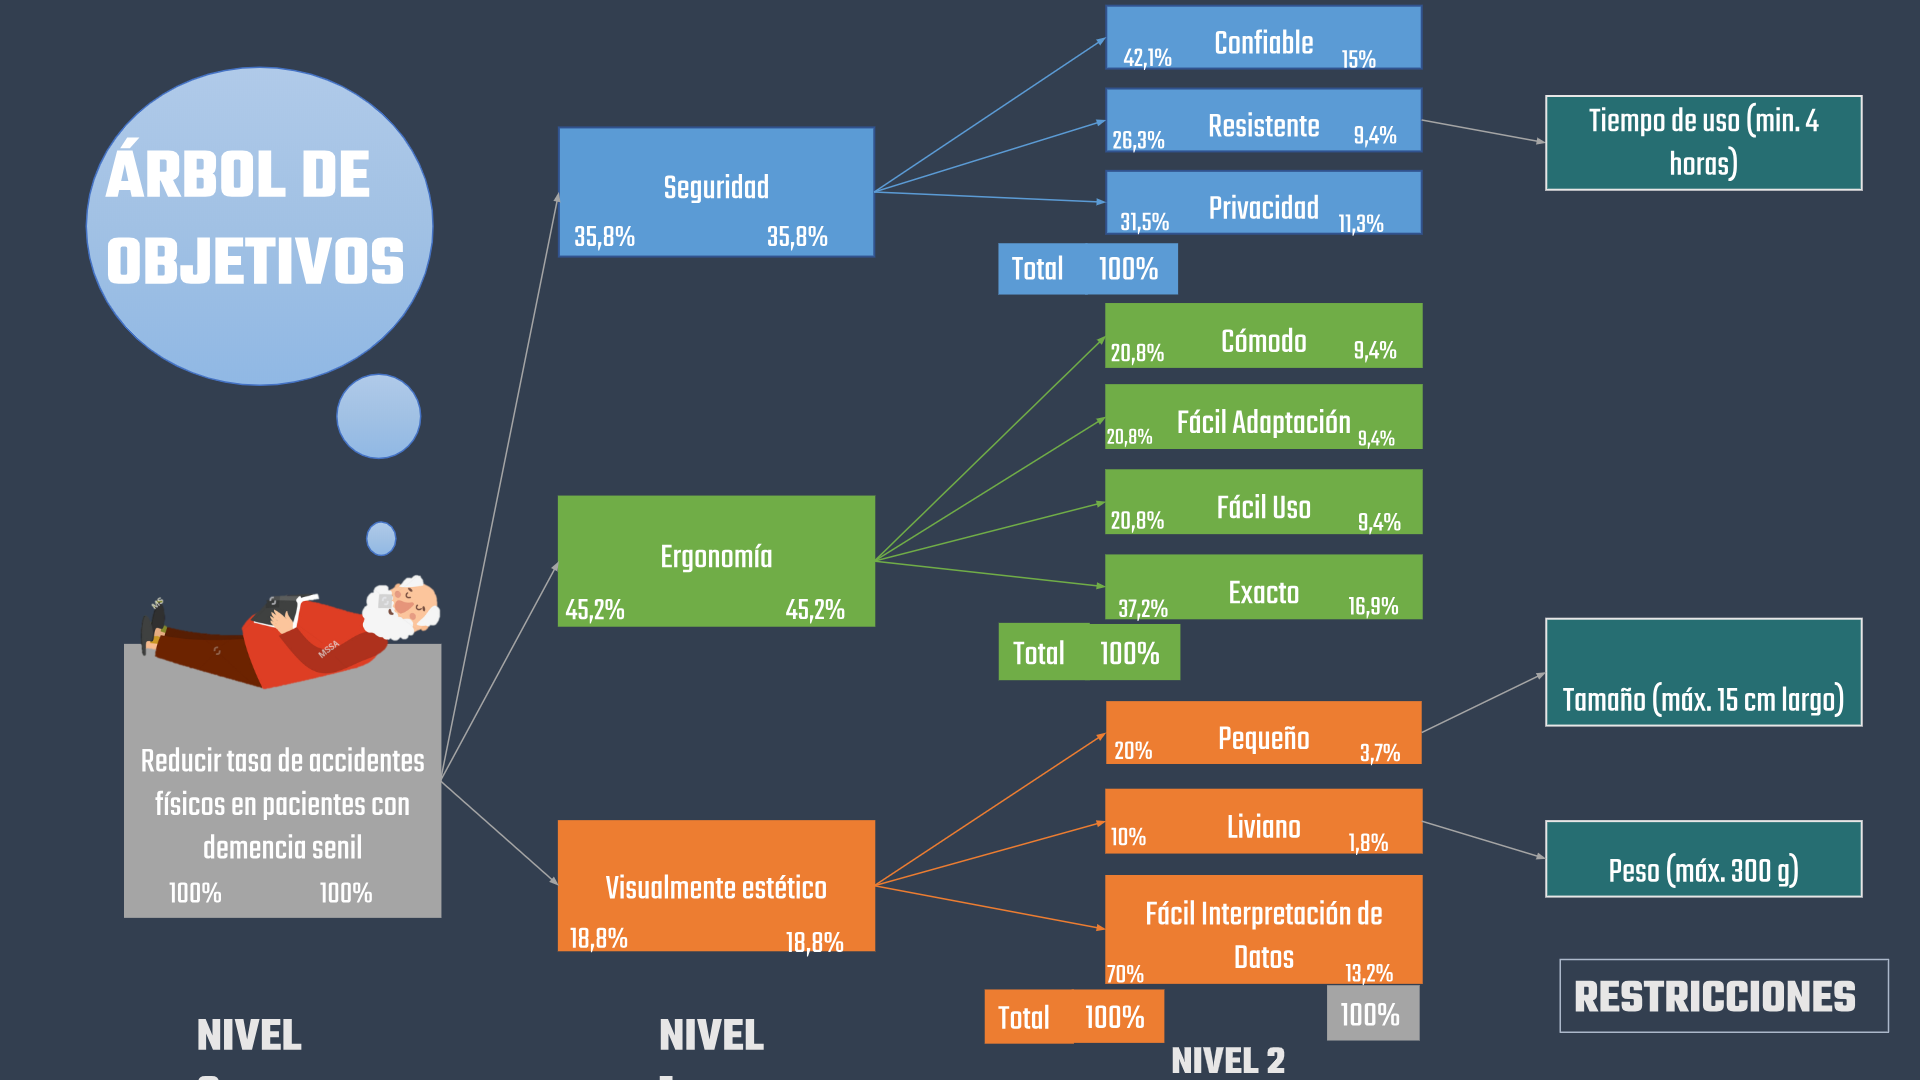 ÁRBOL DE
OBJETIVOS
Reducir tasa de accidentes
físicos en pacientes con
demencia senil
100% 100%
NIVEL
Seguridad
35,8% 35,8%
Ergonomía
45,2% 45,2%
Visualmente estético
18,8% 18,8%
NIVEL
Confiable
42,1% 15%
Resistente
26,3% 9,4%
Privacidad
31,5% 11,3%
Total 100%
Cómodo
20,8% 9,4%
Fácil Adaptación
20,8% 9,4%
Fácil Uso
20,8% 9,4%
Exacto
37,2% 16,9%
Total 100%
Pequeño
20% 3,7%
Liviano
10% 1,8%
Fácil Interpretación de
Datos
70% 13,2%
Total 100%
100%
NIVEL 2
Tiempo de uso (min. 4
horas)
Tamaño (máx. 15 cm largo)
Peso (máx. 300 g)
RESTRICCIONES
MS
MSSA